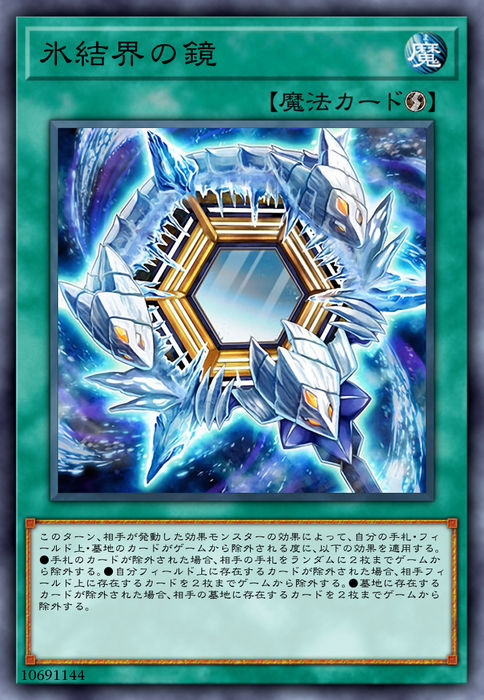 氷結界の鏡
魔
【魔法カード】
このターン、相手が発動した効果モンスターの効果によって、自分の手札・フィ
ールド上・墓地のカードがゲームから除外される度に、以下の効果を適用する。
●手札のカードが除外された場合、相手の手札をランダムに２枚までゲームか
ら除外する。●自分フィールド上に存在するカードが除外された場合、相手フィ
ールド上に存在するカードを２枚までゲームから除外する。●墓地に存在する
カードが除外された場合、相手の墓地に存在するカードを２枚までゲームから
除外する。
10691144